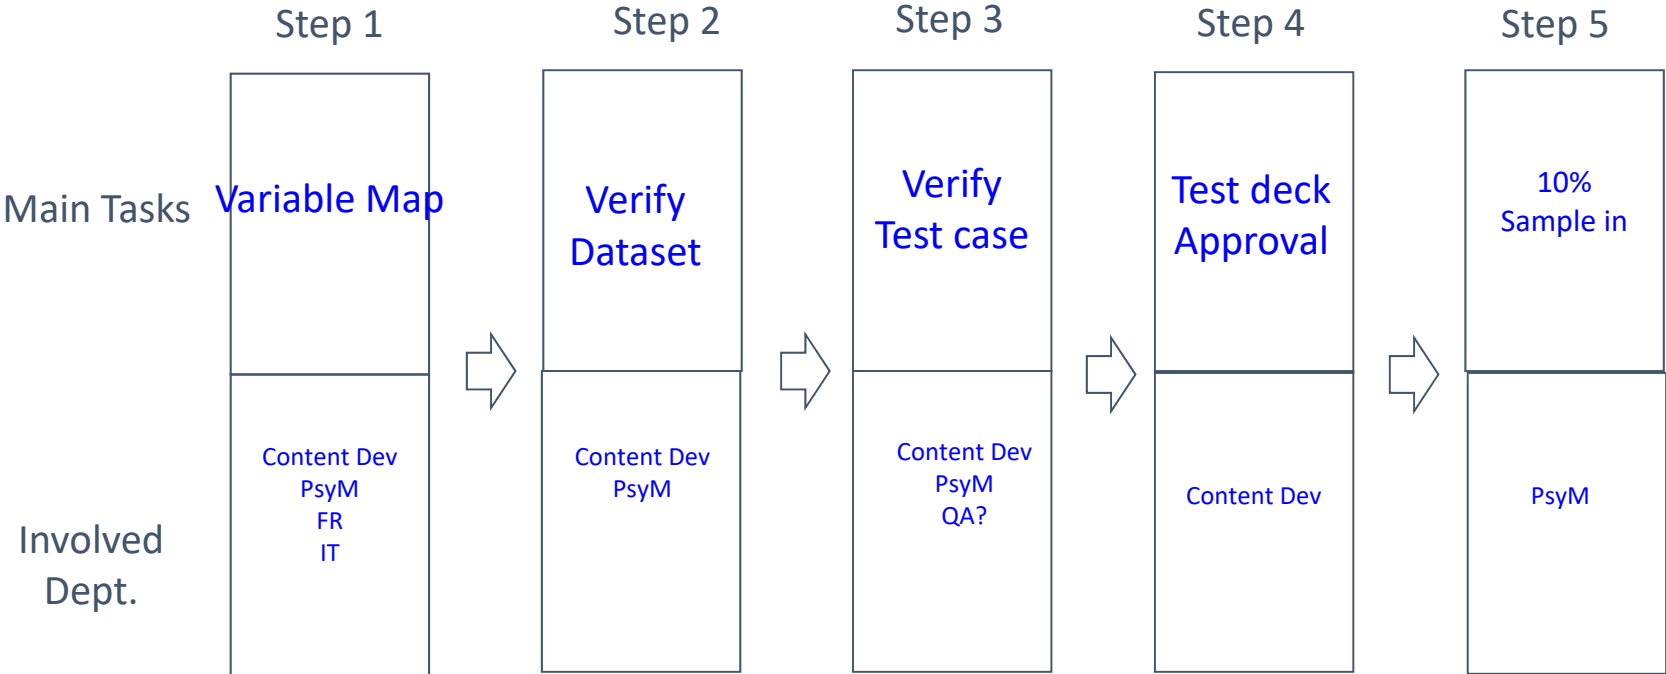 Step 1
Step 2
Step 3
Step 4
Step 5
Main Tasks
Variable Map
Verify
Dataset
Verify
Test case
Test deck
Approval
10%
Sample in
Involved
Dept.
Content Dev
PsyM
FR
IT
Content Dev
PsyM
Content Dev
PsyM
QA?
Content Dev
PsyM